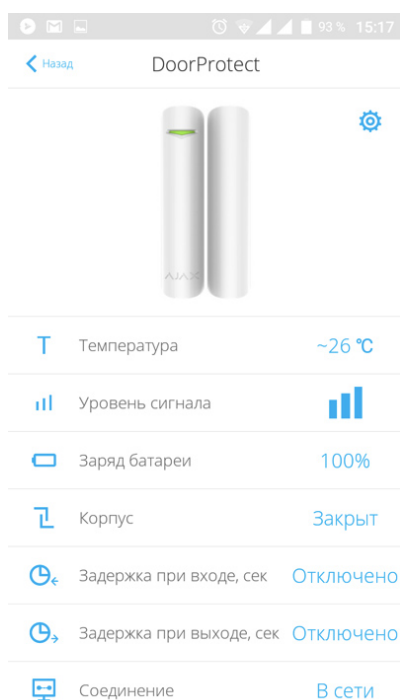 93 % 15:17
Назад DoorProtect
AJAX
T Температура ~26 °C
Уровень сигнала
Заряд батареи 100%
Корпус Закрыт
Задержка при входе, сек Отключено
Задержка при выходе, сек Отключено
Соединение В сети